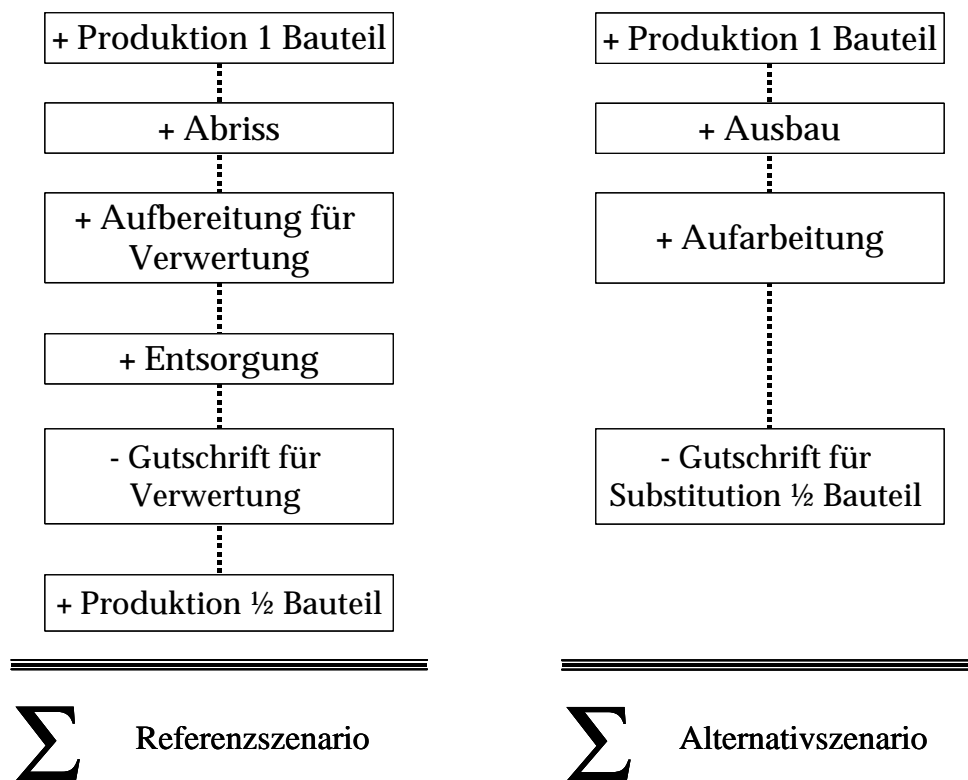 + Produktion 1 Bauteil
+ Abriss
+ Aufbereitung für
Verwertung
+ Entsorgung
- Gutschrift für
Verwertung
+ Produktion ½ Bauteil
∑ Referenzszenario
+ Produktion 1 Bauteil
+ Ausbau
+ Aufarbeitung
- Gutschrift für
Substitution ½ Bauteil
∑ Alternativszenario